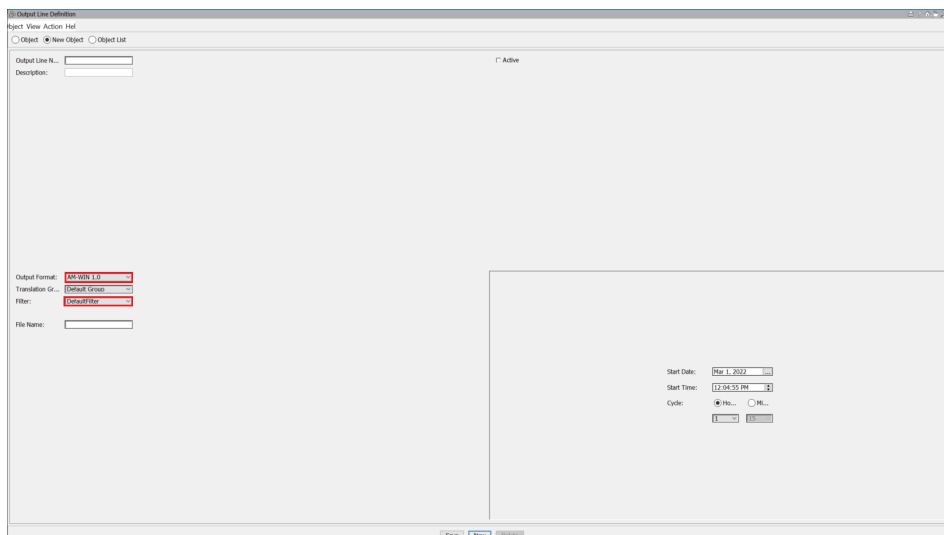 Output Line Definition
bject View Action Hel
Object New Object Object List
Output Line N... Active
Description:
Output Format: AM-WIN 1.0
Translation Gr... Default Group
Filter: DefaultFilter
File Name:
Start Date: Mar 1, 2022 ...
Start Time: 12:04:55 PM
Cycle: Ho... Mi...
1 15
Save New